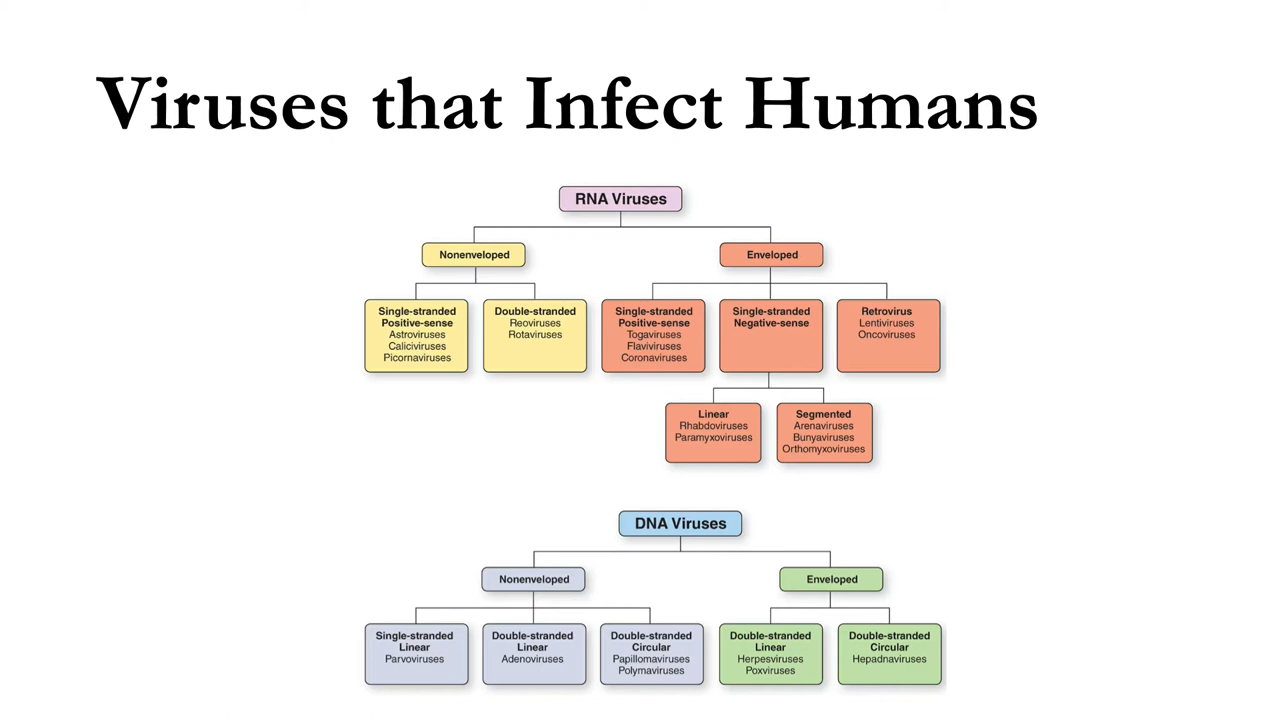 Viruses that Infect Humans
RNA Viruses
Nonenveloped
Enveloped
Single-stranded
Positive-sense
Astroviruses
Caliciviruses
Picornaviruses
Double-stranded
Reoviruses
Rotaviruses
Single-stranded
Positive-sense
Togaviruses
Flaviviruses
Coronaviruses
Single-stranded
Negative-sense
Retrovirus
Lentiviruses
Oncoviruses
Linear
Rhabdoviruses
Paramyxoviruses
Segmented
Arenaviruses
Bunyaviruses
Orthomyxoviruses
DNA Viruses
Nonenveloped
Enveloped
Single-stranded
Linear
Parvoviruses
Double-stranded
Linear
Adenoviruses
Double-stranded
Circular
Papillomaviruses
Polymaviruses
Double-stranded
Linear
Herpesviruses
Poxviruses
Double-stranded
Circular
Hepadnaviruses